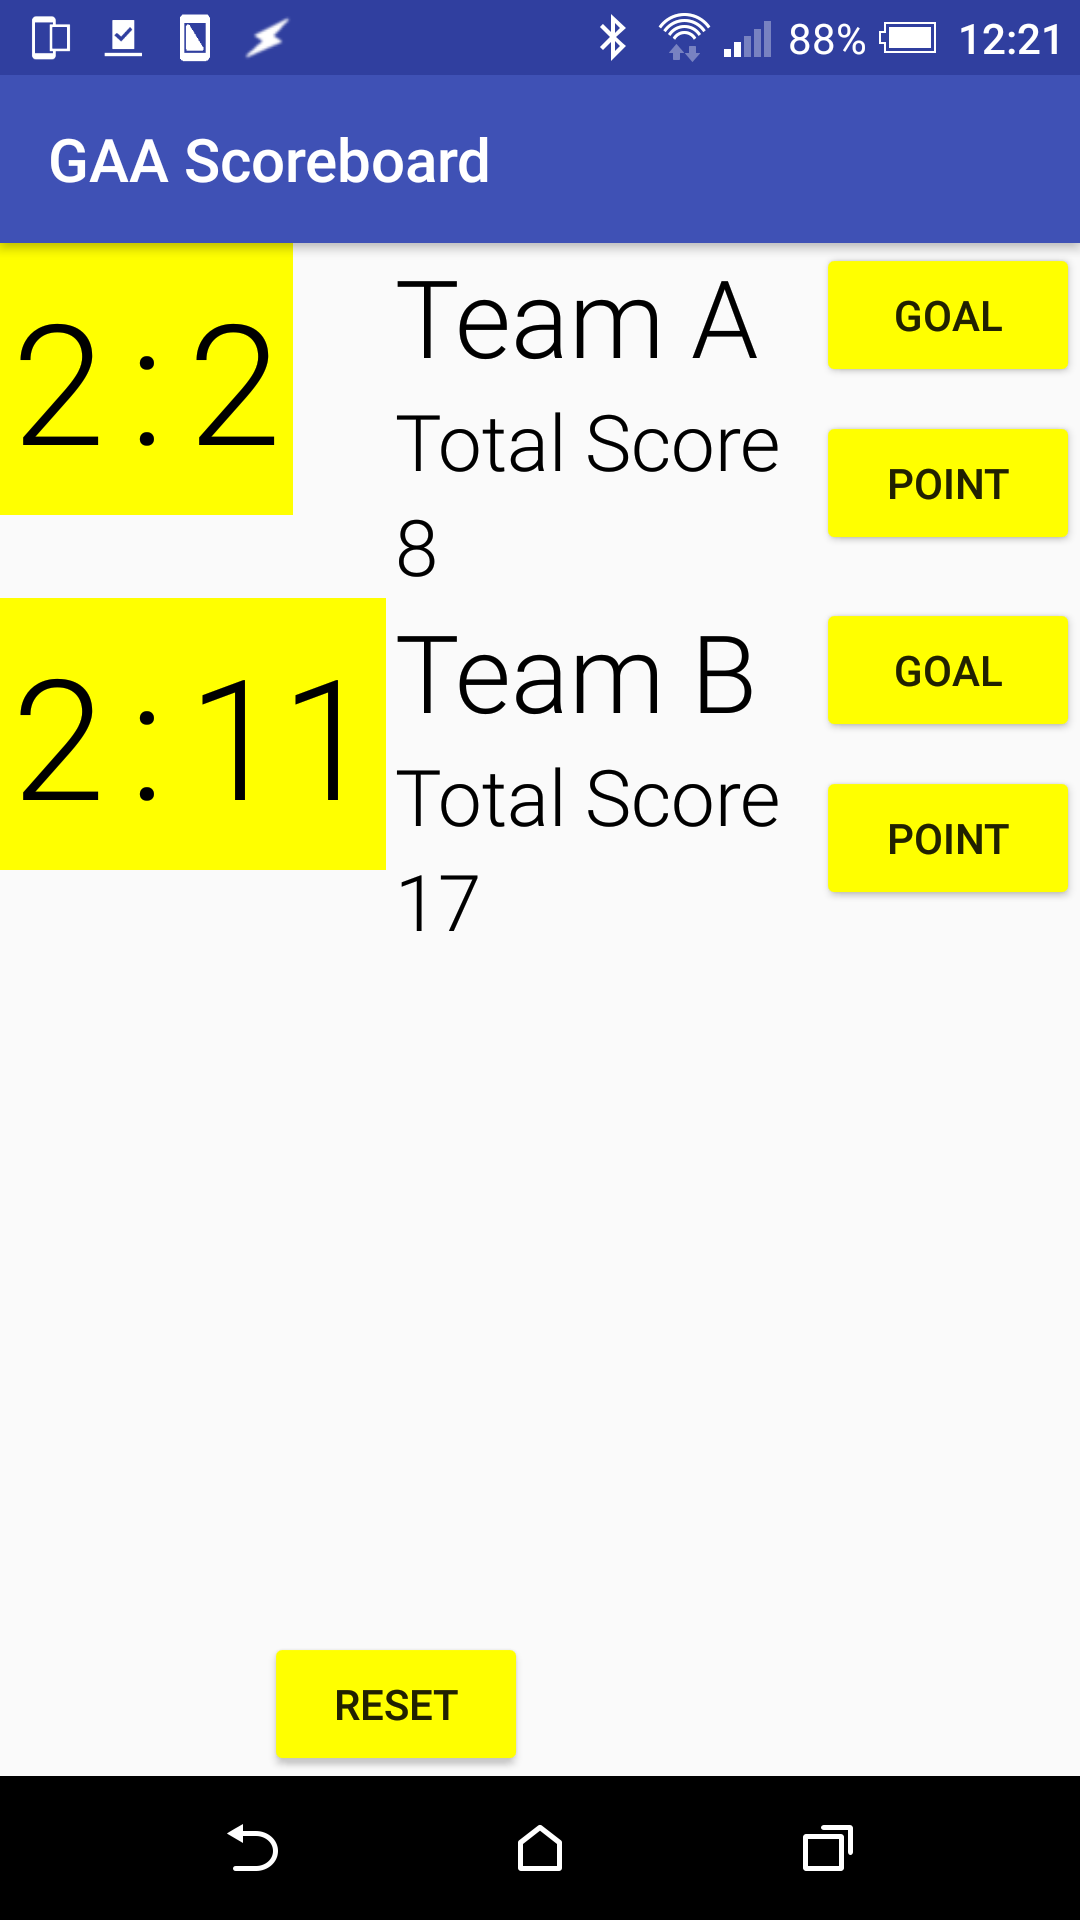 88% 12:21
GAA Scoreboard
2:2
Team A
Total Score
8
GOAL
POINT
2:11
Team B
Total Score
17
GOAL
POINT
RESET